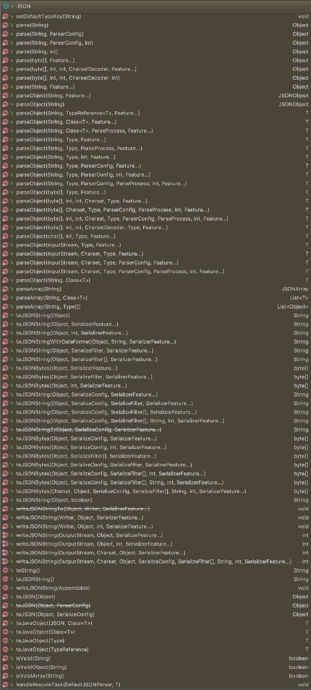 JSON
setDefaultTypeKey(String) void
parse(String) Object
parse(String, ParserConfig) Object
parse(String, ParserConfig, int) Object
parse(String, int) Object
parse(byte[], Feature...) Object
parse(byte[], int, int, CharsetDecoder, Feature...) Object
parse(byte[], int, int, CharsetDecoder, int) Object
parse(String, Feature...) Object
parseObject(String, Feature...) JSONObject
parseObject(String) JSONObject
parseObject(String, TypeReference<T>, Feature...) T
parseObject(String, Class<T>, Feature...) T
parseObject(String, Class<T>, ParseProcess, Feature...) T
parseObject(String, Type, Feature...) T
parseObject(String, Type, ParseProcess, Feature...) T
parseObject(String, Type, int, Feature...) T
parseObject(String, Type, ParserConfig, Feature...) T
parseObject(String, Type, ParserConfig, int, Feature...) T
parseObject(String, Type, ParserConfig, ParseProcess, int, Feature...) T
parseObject(byte[], Type, Feature...) T
parseObject(byte[], int, int, Charset, Type, Feature...) T
parseObject(byte[], Charset, Type, ParserConfig, ParseProcess, int, Feature...) T
parseObject(byte[], int, int, Charset, Type, ParserConfig, ParseProcess, int, Feature...) T
parseObject(byte[], int, int, CharsetDecoder, Type, Feature...) T
parseObject(char[], int, Type, Feature...) T
parseObject(InputStream, Type, Feature...) T
parseObject(InputStream, Charset, Type, Feature...) T
parseObject(InputStream, Charset, Type, ParserConfig, Feature...) T
parseObject(InputStream, Charset, Type, ParserConfig, ParseProcess, int, Feature...) T
parseObject(String, Class<T>) T
parseArray(String) JSONArray
parseArray(String, Class<T>) List<T>
parseArray(String, Type[]) List<Object>
toJSONString(Object) String
toJSONString(Object, SerializerFeature...) String
toJSONString(Object, int, SerializerFeature...) String
toJSONStringWithDateFormat(Object, String, SerializerFeature...) String
toJSONString(Object, SerializeFilter, SerializerFeature...) String
toJSONString(Object, SerializeFilter[], SerializerFeature...) String
toJSONBytes(Object, SerializerFeature...) byte[]
toJSONBytes(Object, SerializeFilter, SerializerFeature...) byte[]
toJSONBytes(Object, int, SerializerFeature...) byte[]
toJSONString(Object, SerializeConfig, SerializerFeature...) String
toJSONString(Object, SerializeConfig, SerializeFilter, SerializerFeature...) String
toJSONString(Object, SerializeConfig, SerializeFilter[], SerializerFeature...) String
toJSONString(Object, SerializeConfig, SerializeFilter[], String, int, SerializerFeature...) String
toJSONStringZ(Object, SerializeConfig, SerializerFeature...) String
toJSONBytes(Object, SerializeConfig, SerializerFeature...) byte[]
toJSONBytes(Object, SerializeConfig, int, SerializerFeature...) byte[]
toJSONBytes(Object, SerializeFilter[], SerializerFeature...) byte[]
toJSONBytes(Object, SerializeConfig, SerializeFilter, SerializerFeature...) byte[]
toJSONBytes(Object, SerializeConfig, SerializeFilter[], int, SerializerFeature...) byte[]
toJSONBytes(Object, SerializeConfig, SerializeFilter[], String, int, SerializerFeature...) byte[]
toJSONBytes(Charset, Object, SerializeConfig, SerializeFilter[], String, int, SerializerFeature...) byte[]
toJSONString(Object, boolean) String
writeJSONStringTo(Object, Writer, SerializerFeature...) void
writeJSONString(Writer, Object, SerializerFeature...) void
writeJSONString(Writer, Object, int, SerializerFeature...) void
writeJSONString(OutputStream, Object, SerializerFeature...) int
writeJSONString(OutputStream, Object, int, SerializerFeature...) int
writeJSONString(OutputStream, Charset, Object, SerializerFeature...) int
writeJSONString(OutputStream, Charset, Object, SerializeConfig, SerializeFilter[], String, int, SerializerFeature...) int
toString() String
toJSONString() String
writeJSONString(Appendable) void
toJSON(Object) Object
toJSON(Object, ParserConfig) Object
toJSON(Object, SerializeConfig) Object
toJavaObject(JSON, Class<T>) T
toJavaObject(Class<T>) T
toJavaObject(Type) T
toJavaObject(TypeReference) T
isValid(String) boolean
isValidObject(String) boolean
isValidArray(String) boolean
handleResovleTask(DefaultJSONParser, T) void